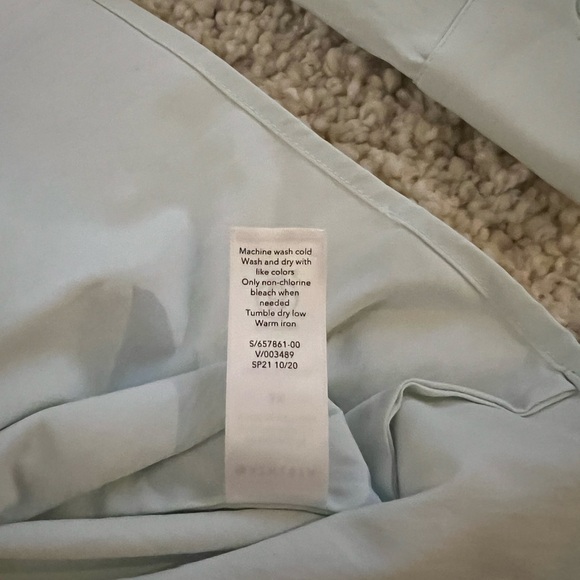 Machine wash cold
Wash and dry with
like colors
Only non-chlorine
bleach when
needed
Tumble dry low
Warm iron
S/657861-00
V/003489
SP21 10/20